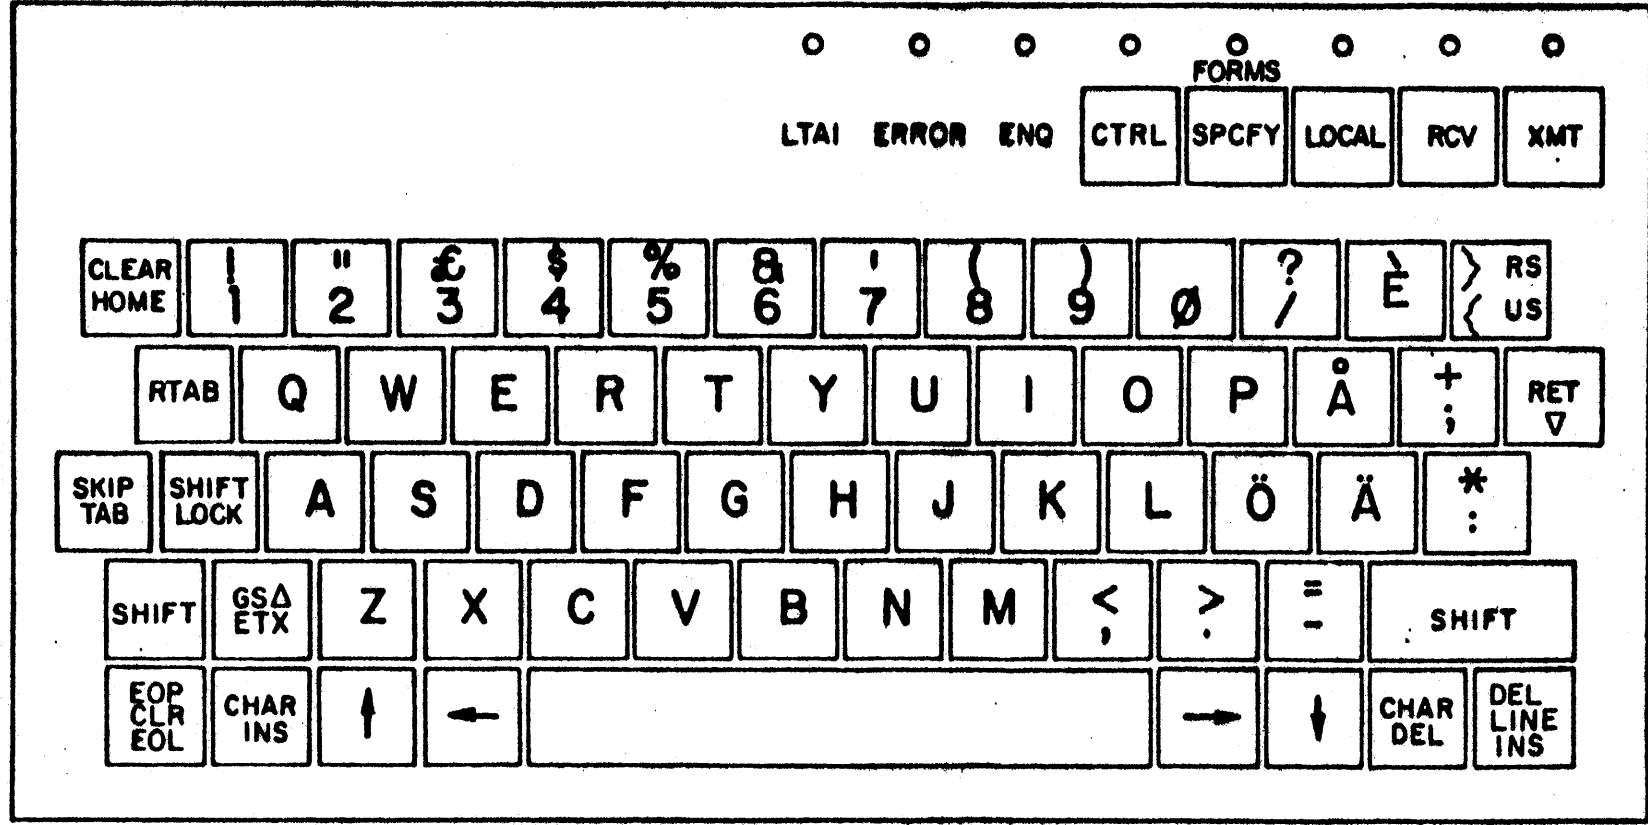 FORMS
LTAI ERROR ENQ CTRL SPCFY LOCAL RCV XMT
CLEAR ! " £ $ % & ' ( ) ? È } RS
HOME 1 2 3 4 5 6 7 8 9 Ø / { US
RTAB Q W E R T Y U I O P Å + RET
; ▽
SKIP SHIFT A S D F G H J K L Ö Ä *
TAB LOCK :
SHIFT GS△ Z X C V B N M < > = SHIFT
ETX , . -
EOP CHAR ↑ ← → ↓ CHAR DEL
CLR INS DEL LINE
EOL INS